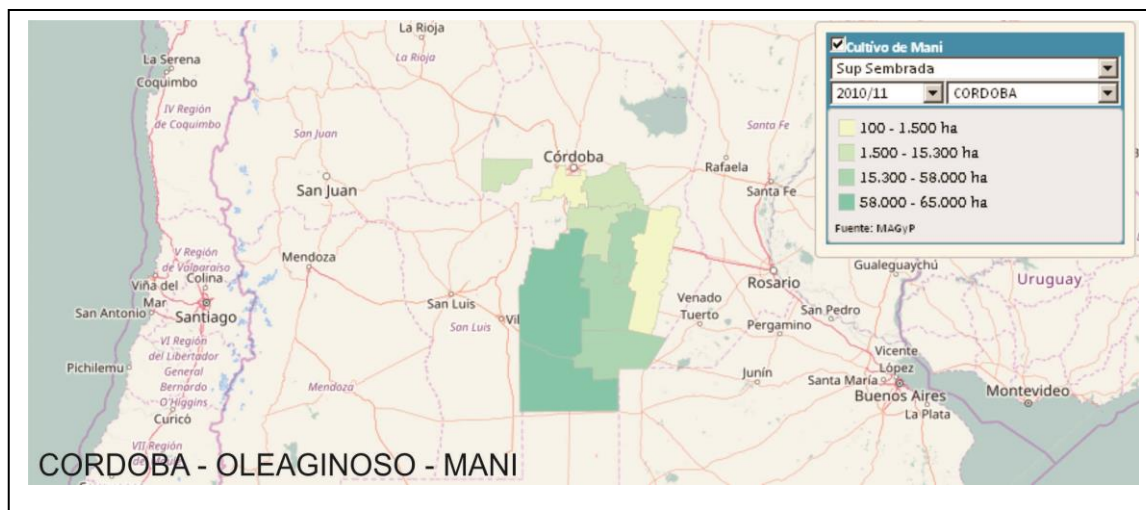 La Rioja
La Rioja
La Serena
Coquimbo
IV Región
de Coquimbo
San Juan
San Juan
Córdoba
Santa Fe
Rafaela
Santa Fe
V Región
de Valparaíso
Mendoza
Viña del
Mar
Colina
San Antonio
Santiago
San Luis
San Luis
Vil
Venado
Tuerto
Rosario
San Pedro
Pergamino
Gualeguaychú
Uruguay
VI Región
del Libertador
General
Bernardo
O'Higgins
Pichilemu
Mendoza
Junín
Vicente
López
Santa María
Buenos Aires
La Plata
Montevideo
Curicó
VII Región
CORDOBA - OLEAGINOSO - MANI
Cultivo de Mani
Sup Sembrada
2010/11 CORDOBA
100 - 1.500 ha
1.500 - 15.300 ha
15.300 - 58.000 ha
58.000 - 65.000 ha
Fuente: MAGyP